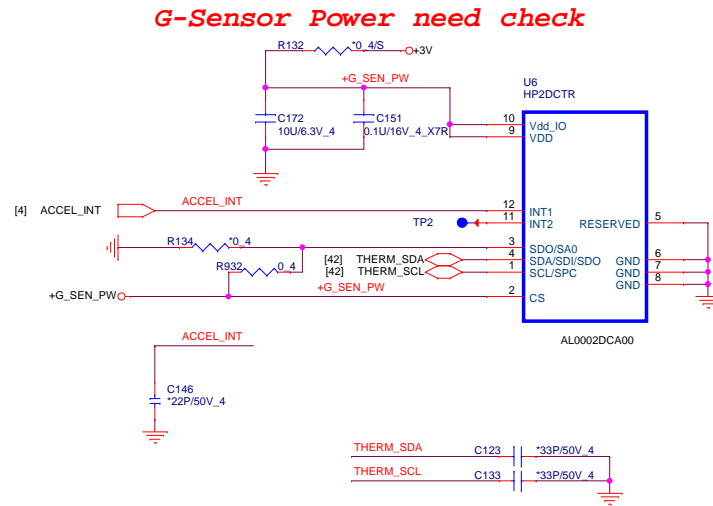 G-Sensor Power need check
R132 *0_4/S +3V
+G_SEN_PW
U6
HP2DCTR
C172
10U/6.3V_4
C151
0.1U/16V_4_X7R
10 Vdd_IO
9 VDD
[4] ACCEL_INT ACCEL_INT 12 INT1
TP2 11 INT2 RESERVED 5
R134 *0_4 3 SDO/SA0
[42] THERM_SDA 4 SDA/SDI/SDO GND 6
[42] THERM_SCL 1 SCL/SPC GND 7
R932 0_4
GND 8
+G_SEN_PW +G_SEN_PW 2 CS
AL0002DCA00
ACCEL_INT
C146
*22P/50V_4
THERM_SDA C123 *33P/50V_4
THERM_SCL C133 *33P/50V_4